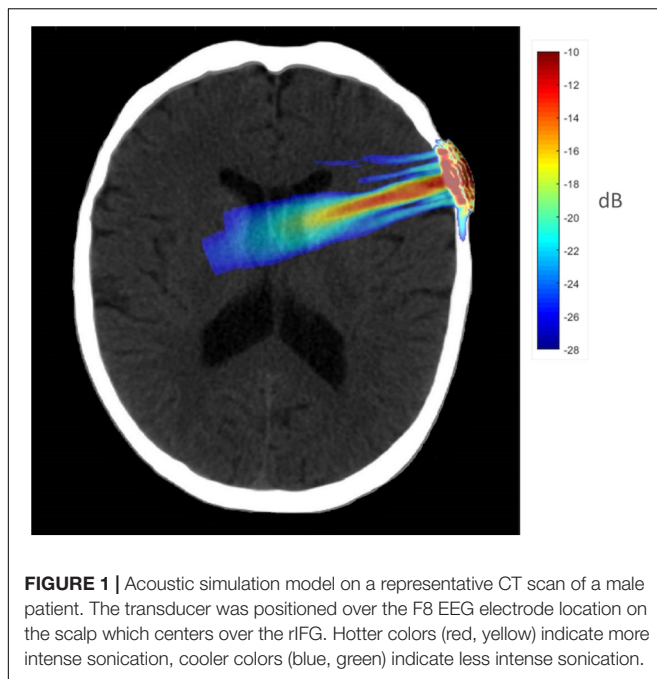 -10
-12
-14
-16
-18
dB
-20
-22
-24
-26
-28
FIGURE 1 | Acoustic simulation model on a representative CT scan of a male
patient. The transducer was positioned over the F8 EEG electrode location on
the scalp which centers over the rIFG. Hotter colors (red, yellow) indicate more
intense sonication, cooler colors (blue, green) indicate less intense sonication.